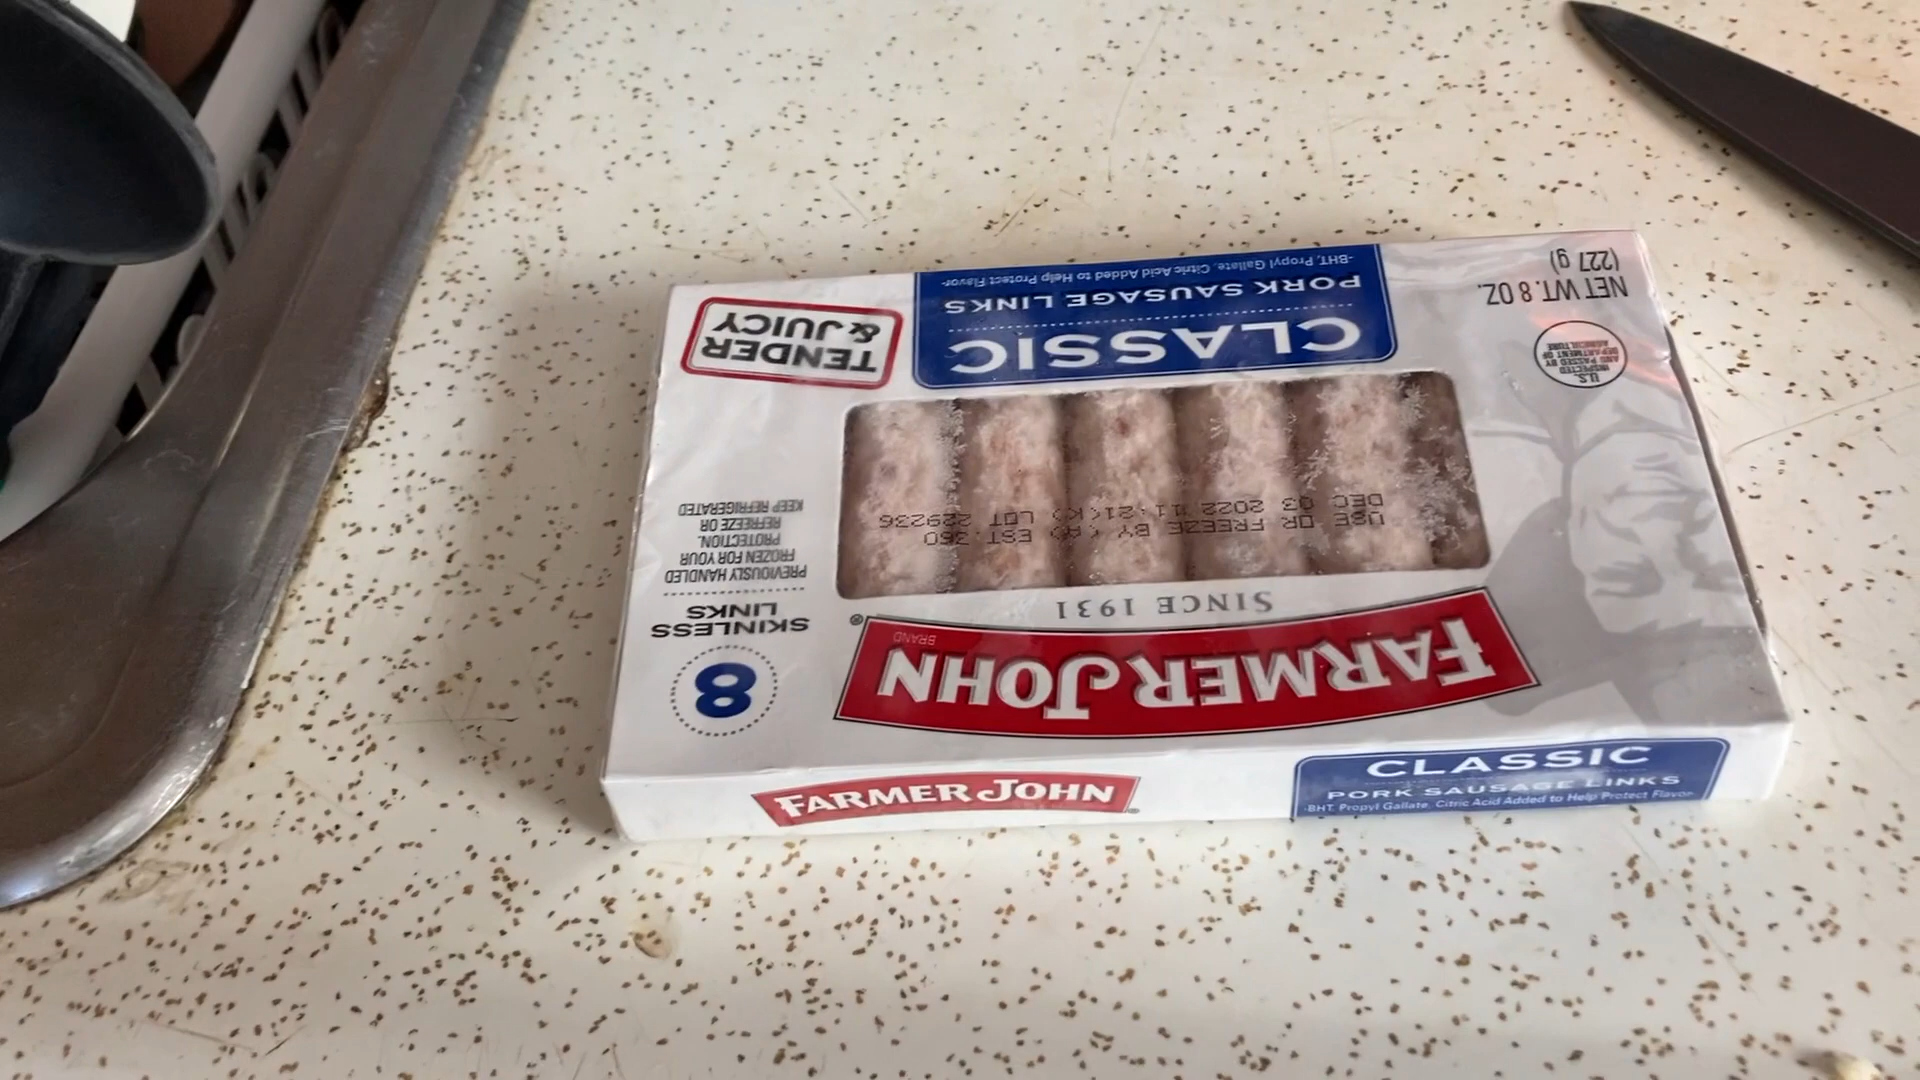 FARMER JOHN®
BRAND
SINCE 1931
8
SKINLESS
LINKS
PREVIOUSLY HANDLED
FROZEN FOR YOUR
PROTECTION.
REFREEZE OR
KEEP REFRIGERATED
USE OR FREEZE BY (A) EST:360
DEC 03 2022 11:21(K) LOT 229236
U.S.
INSPECTED
AND PASSED BY
DEPARTMENT OF
AGRICULTURE
NET WT. 8 OZ.
(227 g)
CLASSIC
PORK SAUSAGE LINKS
-BHT, Propyl Gallate, Citric Acid Added to Help Protect Flavor-
TENDER
& JUICY
FARMER JOHN®
CLASSIC
PORK SAUSAGE LINKS
-BHT, Propyl Gallate, Citric Acid Added to Help Protect Flavor-